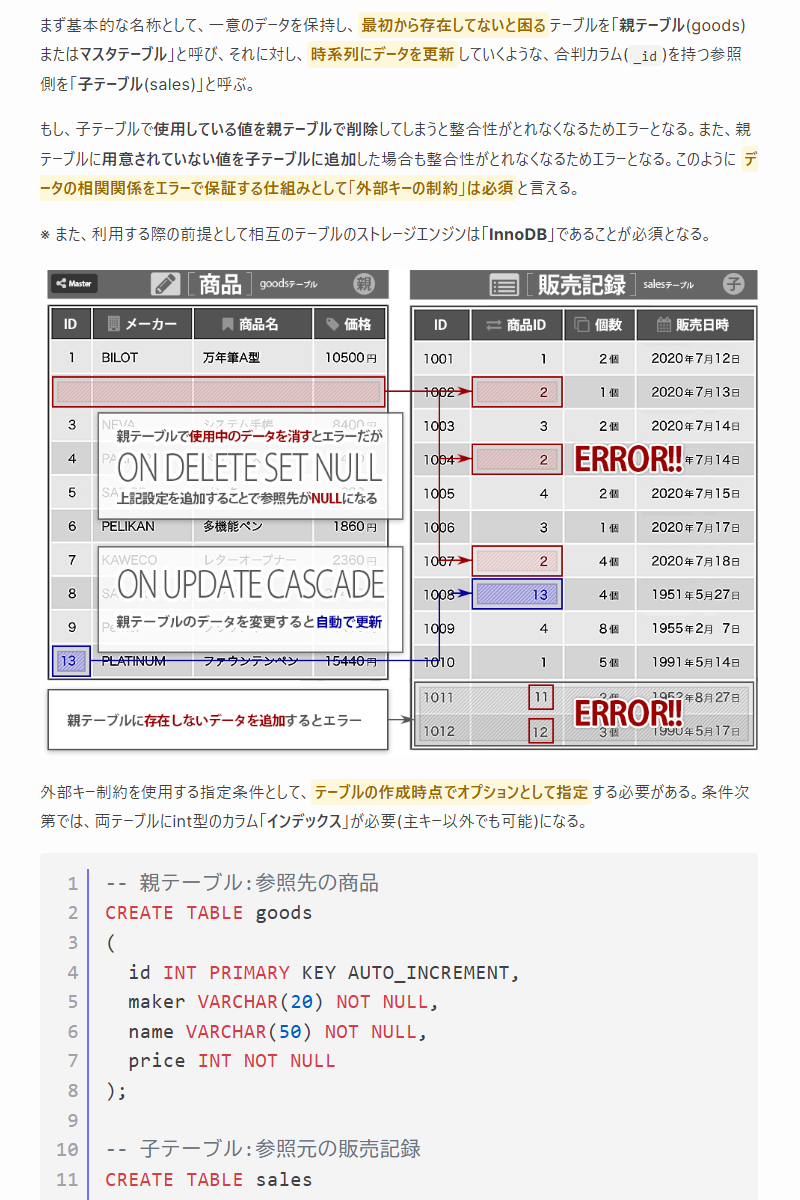 まず基本的な名称として、一意のデータを保持し、最初から存在してないと困るテーブルを「親テーブル(goods)
またはマスタテーブル」と呼び、それに対し、時系列にデータを更新していくような、合判カラム(_id)を持つ参照
側を「子テーブル(sales)」と呼ぶ。
もし、子テーブルで使用している値を親テーブルで削除してしまうと整合性がとれなくなるためエラーとなる。また、親
テーブルに用意されていない値を子テーブルに追加した場合も整合性がとれなくなるためエラーとなる。このようにデ
ータの相関関係をエラーで保証する仕組みとして「外部キーの制約」は必須と言える。
※ また、利用する際の前提として相互のテーブルのストレージエンジンは「InnoDB」であることが必須となる。
Master [商品] goodsテーブル 親
ID メーカー 商品名 価格
1 BILOT 万年筆A型 10500円
3 NEVA システム手帳 8400円
親テーブルで使用中のデータを消すとエラーだが
4
ON DELETE SET NULL
5
上記設定を追加することで参照先がNULLになる
6 PELIKAN 多機能ペン 1860円
7 KAWECO レターオープナー 2360円
8
ON UPDATE CASCADE
9
親テーブルのデータを変更すると自動で更新
13 PLATINUM ファウンテンペン 15440円
親テーブルに存在しないデータを追加するとエラー
[販売記録] salesテーブル 子
ID 商品ID 個数 販売日時
1001 1 2個 2020年7月12日
1002 2 1個 2020年7月13日
1003 3 2個 2020年7月14日
1004 2 ERROR!! 年7月14日
1005 4 2個 2020年7月15日
1006 3 1個 2020年7月17日
1007 2 4個 2020年7月18日
1008 13 4個 1951年5月27日
1009 4 8個 1955年2月 7日
1010 1 5個 1991年5月14日
1011 11 2個 1952年8月27日
ERROR!!
1012 12 3個 1990年5月17日
外部キー制約を使用する指定条件として、テーブルの作成時点でオプションとして指定する必要がある。条件次
第では、両テーブルにint型のカラム「インデックス」が必要(主キー以外でも可能)になる。
1 -- 親テーブル:参照先の商品
2 CREATE TABLE goods
3 (
4 id INT PRIMARY KEY AUTO_INCREMENT,
5 maker VARCHAR(20) NOT NULL,
6 name VARCHAR(50) NOT NULL,
7 price INT NOT NULL
8 );
9
10 -- 子テーブル:参照元の販売記録
11 CREATE TABLE sales